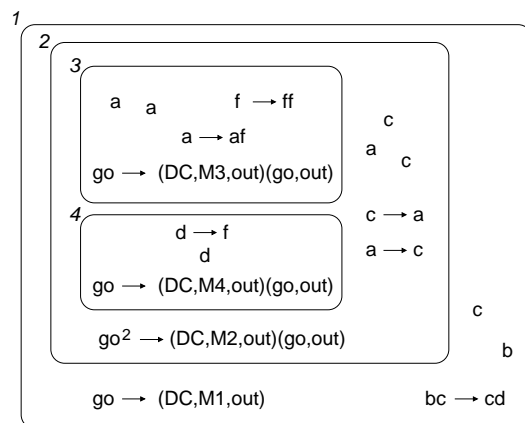 1
2
3
a a f → ff
a → af
go → (DC,M3,out)(go,out)
c
a
c
4
d → f
d
go → (DC,M4,out)(go,out)
c → a
a → c
go² → (DC,M2,out)(go,out)
c
b
go → (DC,M1,out)
bc → cd